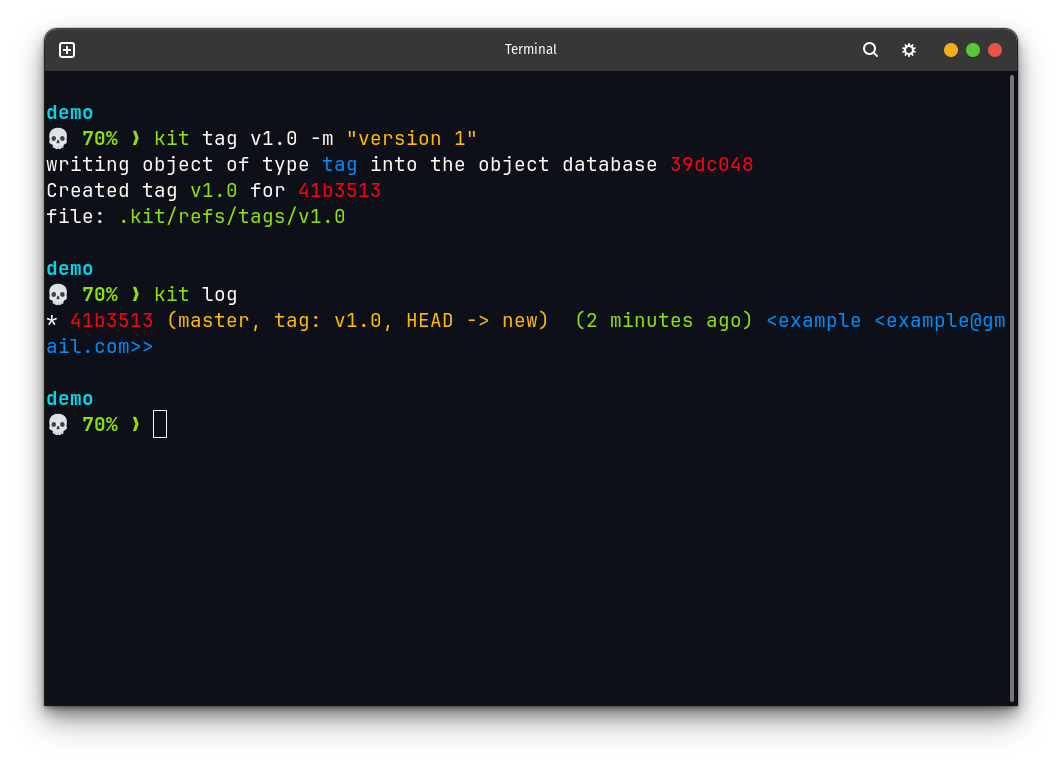 Terminal
demo
💀 70% ❱ kit tag v1.0 -m "version 1"
writing object of type tag into the object database 39dc048
Created tag v1.0 for 41b3513
file: .kit/refs/tags/v1.0
demo
💀 70% ❱ kit log
* 41b3513 (master, tag: v1.0, HEAD -> new)  (2 minutes ago) <example <example@gm
ail.com>>
demo
💀 70% ❱